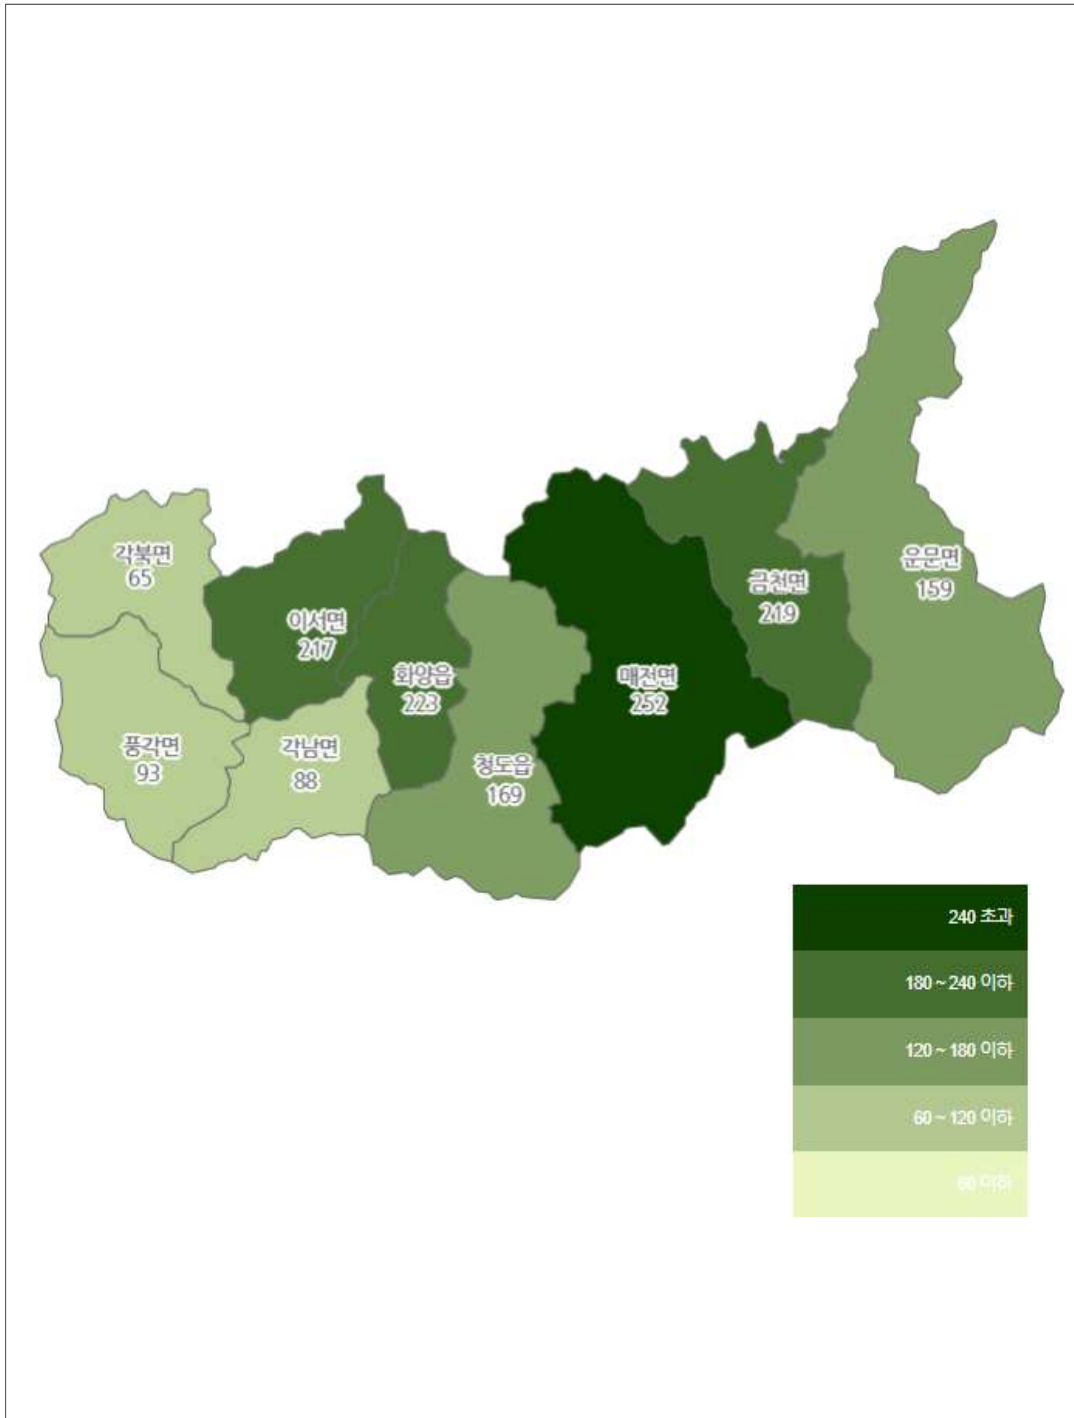 각북면
65
이서면
217
화양읍
223
풍각면
93
각남면
88
청도읍
169
매전면
252
금천면
219
운문면
159
240 초과
180 ~ 240 이하
120 ~ 180 이하
60 ~ 120 이하
60 이하